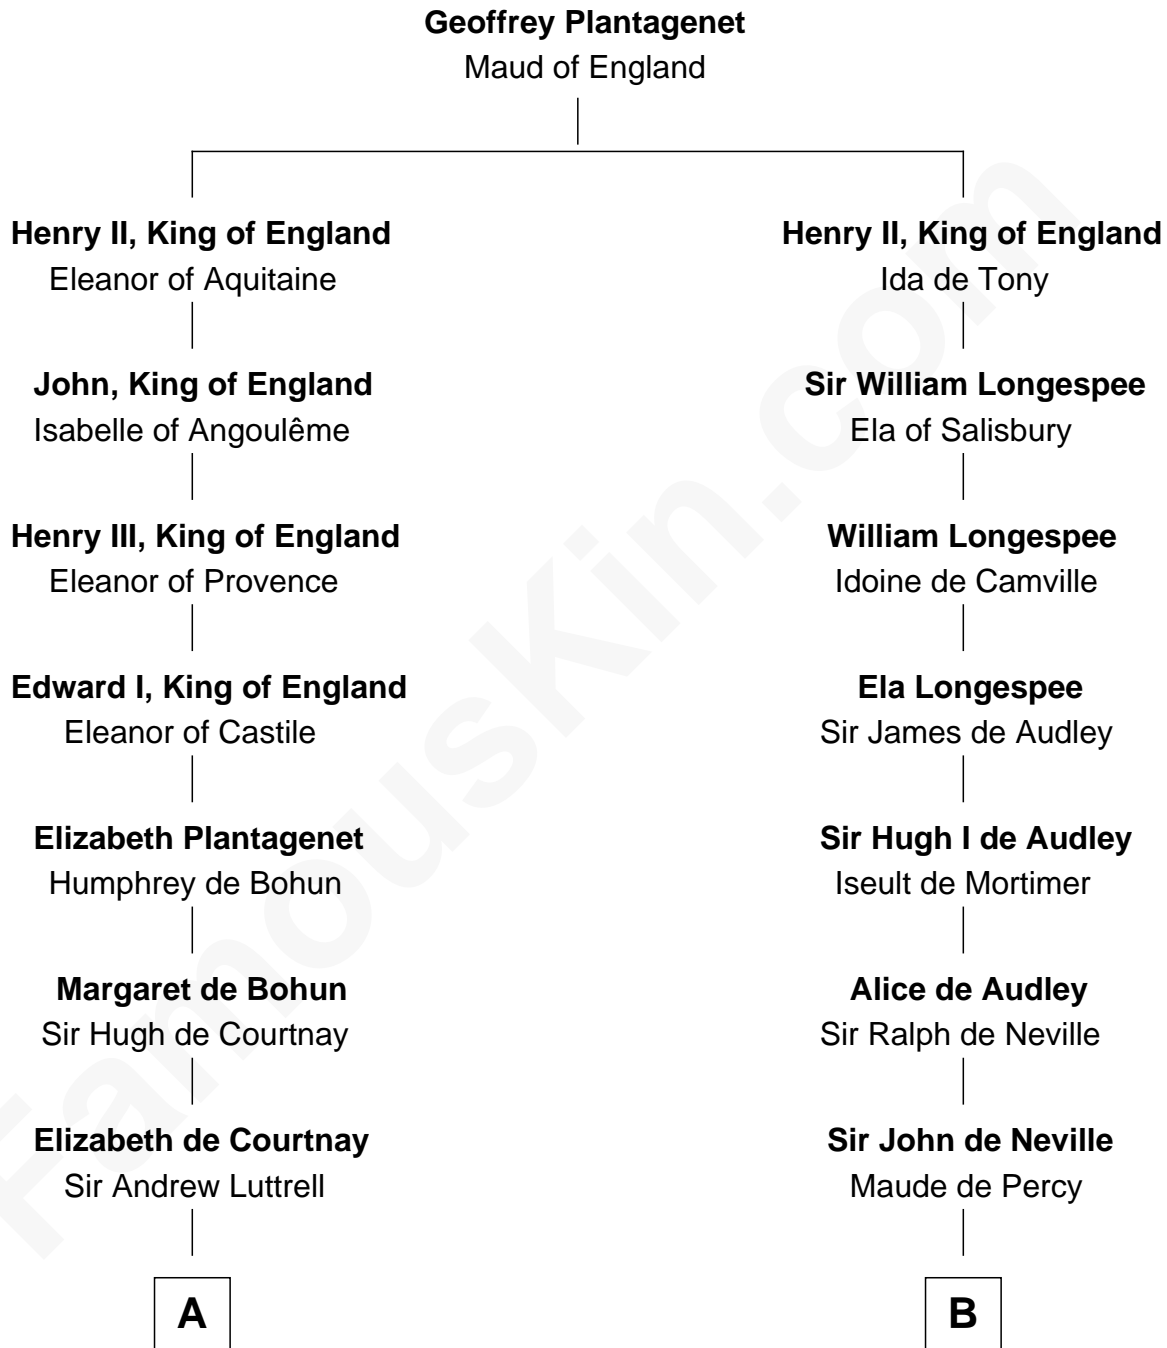 Geoffrey Plantagenet
Maud of England
Henry II, King of England
Eleanor of Aquitaine
Henry II, King of England
Ida de Tony
John, King of England
Isabelle of Angoulême
Sir William Longespee
Ela of Salisbury
Henry III, King of England
Eleanor of Provence
William Longespee
Idoine de Camville
Edward I, King of England
Eleanor of Castile
Ela Longespee
Sir James de Audley
Elizabeth Plantagenet
Humphrey de Bohun
Sir Hugh I de Audley
Iseult de Mortimer
Margaret de Bohun
Sir Hugh de Courtnay
Alice de Audley
Sir Ralph de Neville
Elizabeth de Courtnay
Sir Andrew Luttrell
Sir John de Neville
Maude de Percy
A
B
FamousKin.com